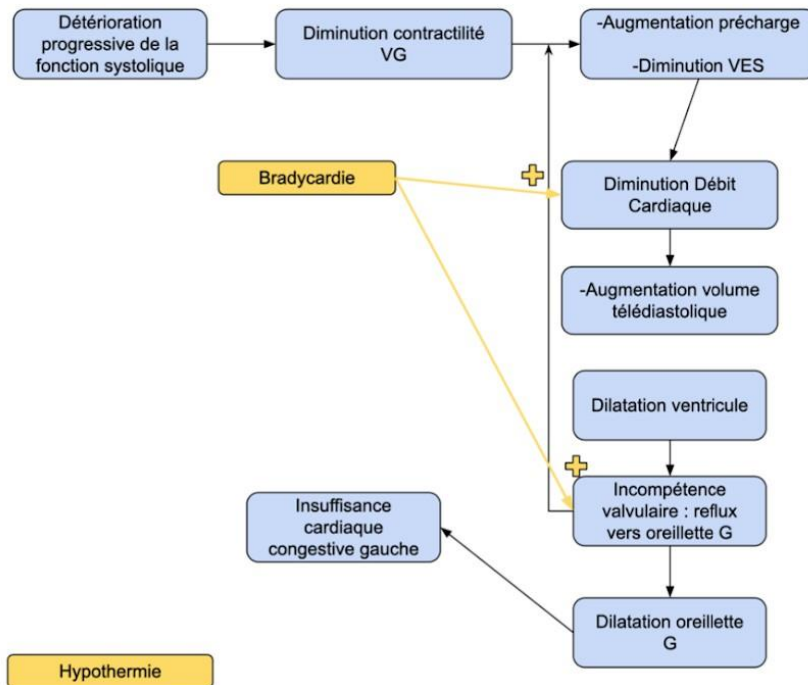 Détérioration
progressive de la
fonction systolique
Diminution contractilité
VG
-Augmentation précharge
-Diminution VES
Bradycardie
Diminution Débit
Cardiaque
-Augmentation volume
télédiastolique
Dilatation ventricule
Incompétence
valvulaire : reflux
vers oreillette G
Insuffisance
cardiaque
congestive gauche
Dilatation oreillette
G
Hypothermie